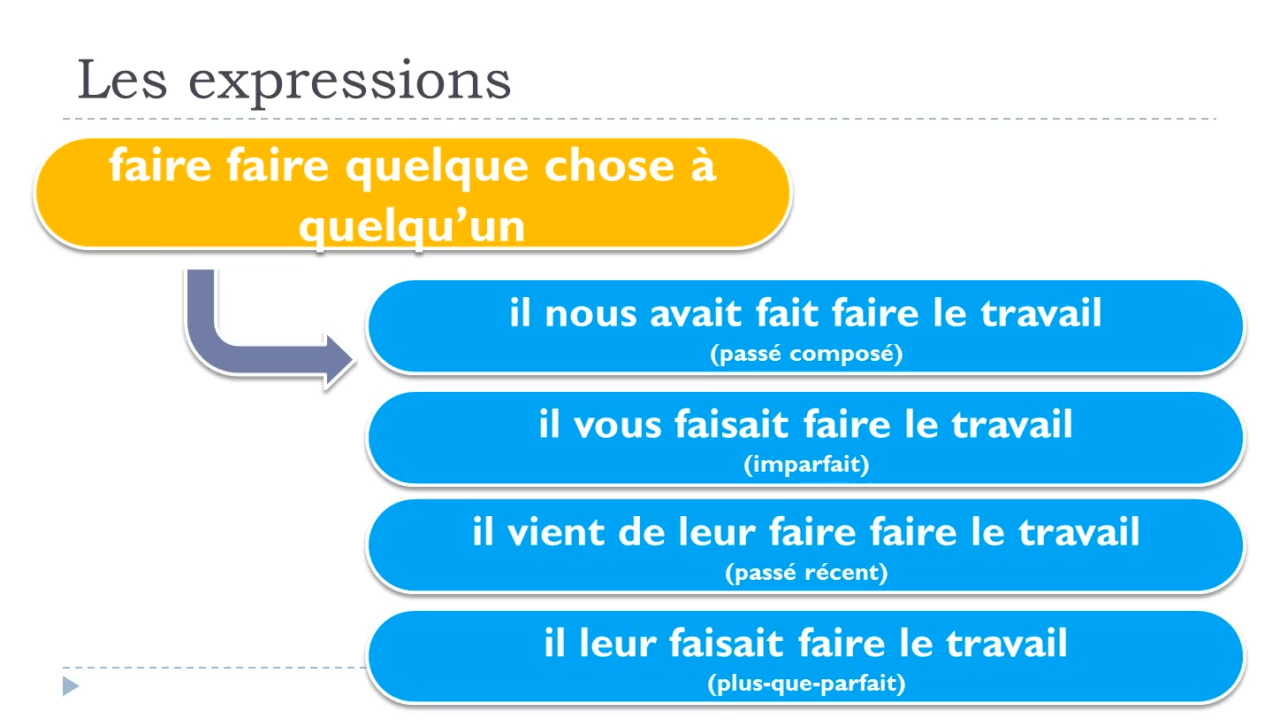 Les expressions
faire faire quelque chose à
quelqu’un
il nous avait fait faire le travail
(passé composé)
il vous faisait faire le travail
(imparfait)
il vient de leur faire faire le travail
(passé récent)
il leur faisait faire le travail
(plus-que-parfait)